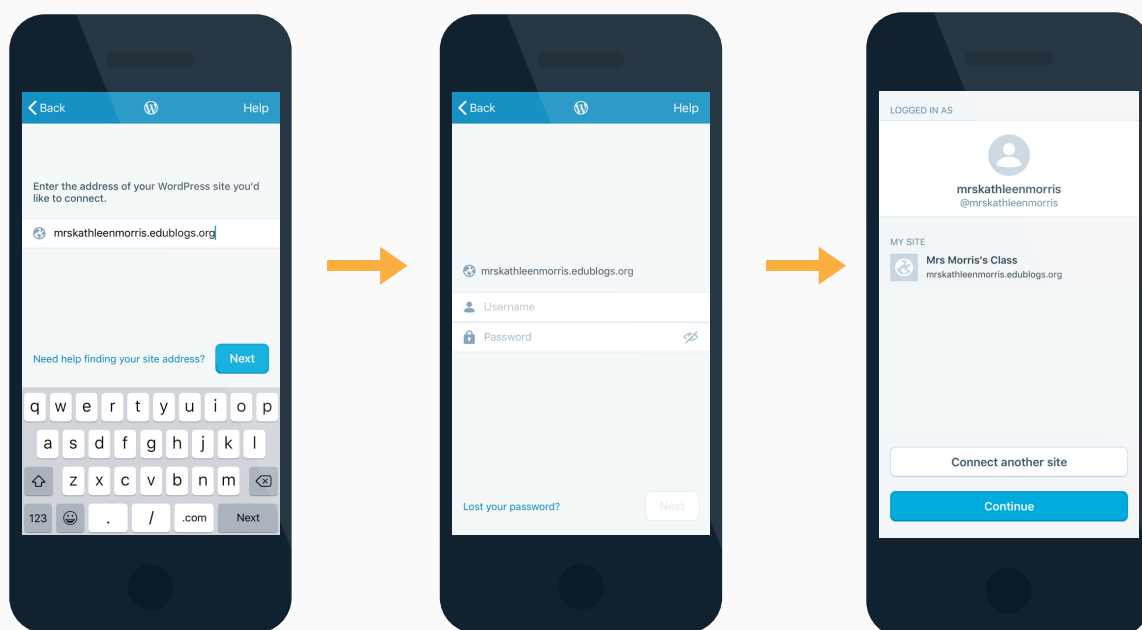 Back
Help
Enter the address of your WordPress site you'd
like to connect.
mrskathleenmorris.edublogs.org
Need help finding your site address?
Next
q w e r t y u i o p
a s d f g h j k l
z x c v b n m
123 . / .com Next
Back
Help
mrskathleenmorris.edublogs.org
Username
Password
Lost your password?
Next
LOGGED IN AS
mrskathleenmorris
@mrskathleenmorris
MY SITE
Mrs Morris's Class
mrskathleenmorris.edublogs.org
Connect another site
Continue